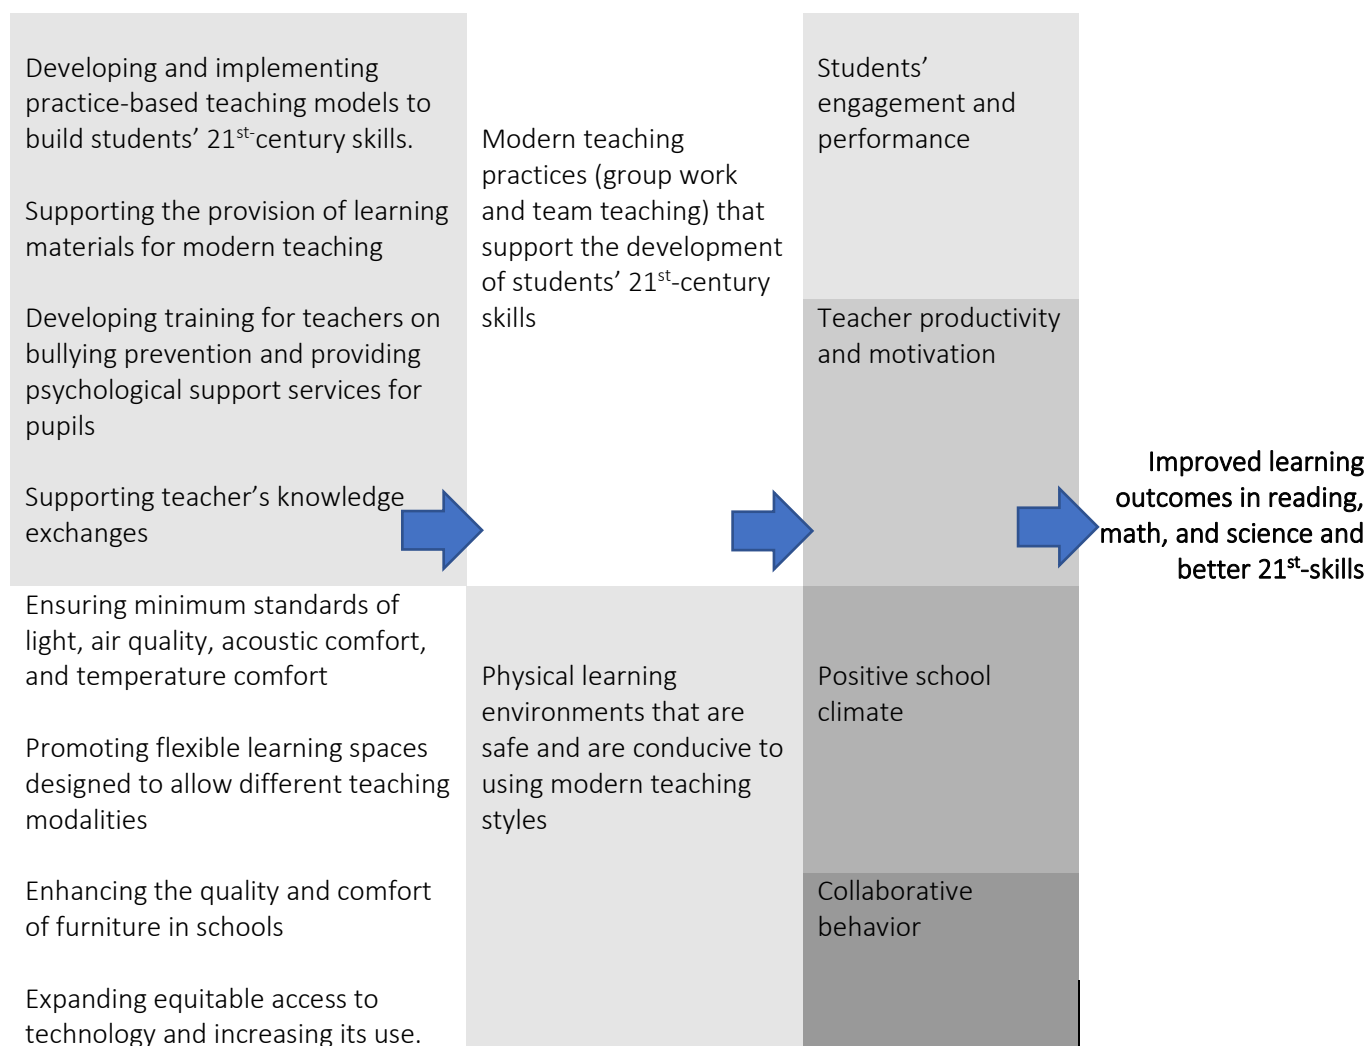 Developing and implementing
practice-based teaching models to
build students’ 21st-century skills.
Supporting the provision of learning
materials for modern teaching
Developing training for teachers on
bullying prevention and providing
psychological support services for
pupils
Supporting teacher’s knowledge
exchanges
Ensuring minimum standards of
light, air quality, acoustic comfort,
and temperature comfort
Promoting flexible learning spaces
designed to allow different teaching
modalities
Enhancing the quality and comfort
of furniture in schools
Expanding equitable access to
technology and increasing its use.
Modern teaching
practices (group work
and team teaching) that
support the development
of students’ 21st-century
skills
Physical learning
environments that are
safe and are conducive to
using modern teaching
styles
Students’
engagement and
performance
Teacher productivity
and motivation
Positive school
climate
Collaborative
behavior
Improved learning
outcomes in reading,
math, and science and
better 21st-skills